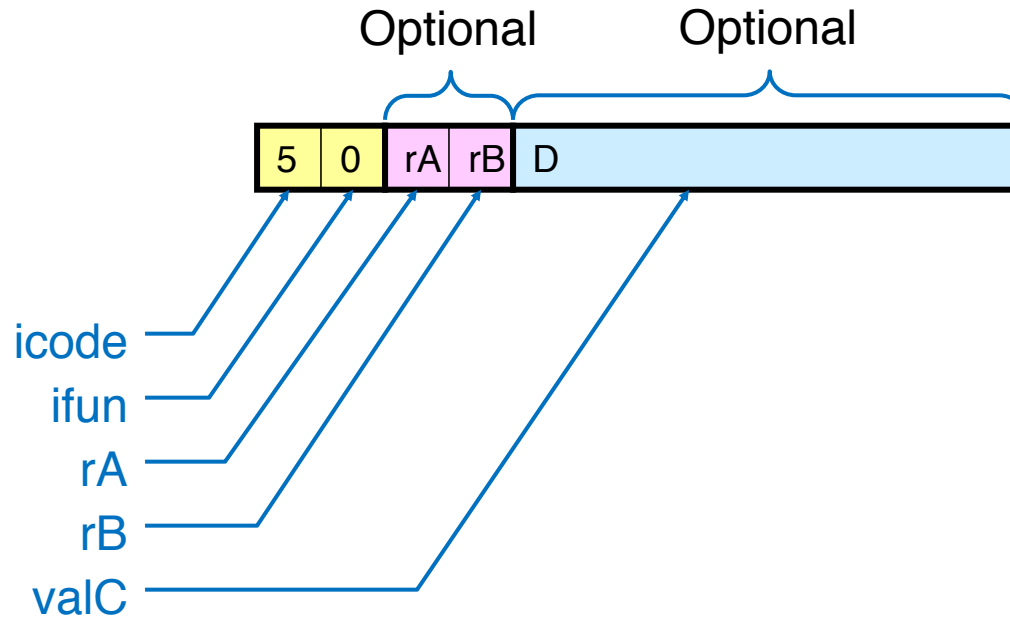 Optional Optional
5 0 rA rB D
icode
ifun
rA
rB
valC